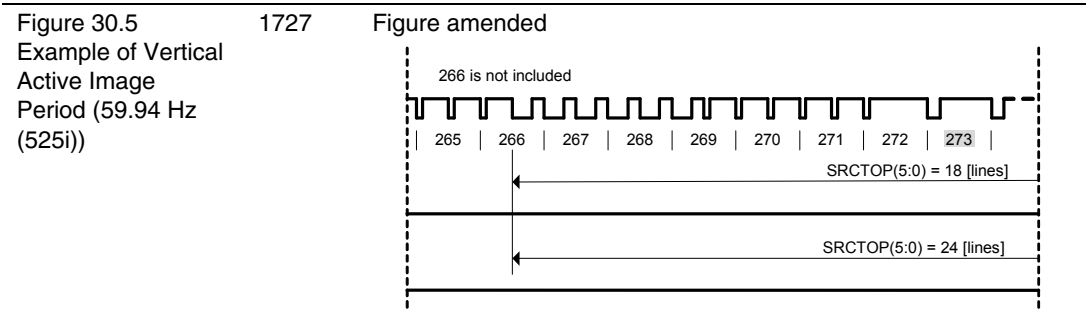 Figure 30.5
Example of Vertical
Active Image
Period (59.94 Hz
(525i))
1727
Figure amended
266 is not included
265 266 267 268 269 270 271 272 273
SRCTOP(5:0) = 18 [lines]
SRCTOP(5:0) = 24 [lines]